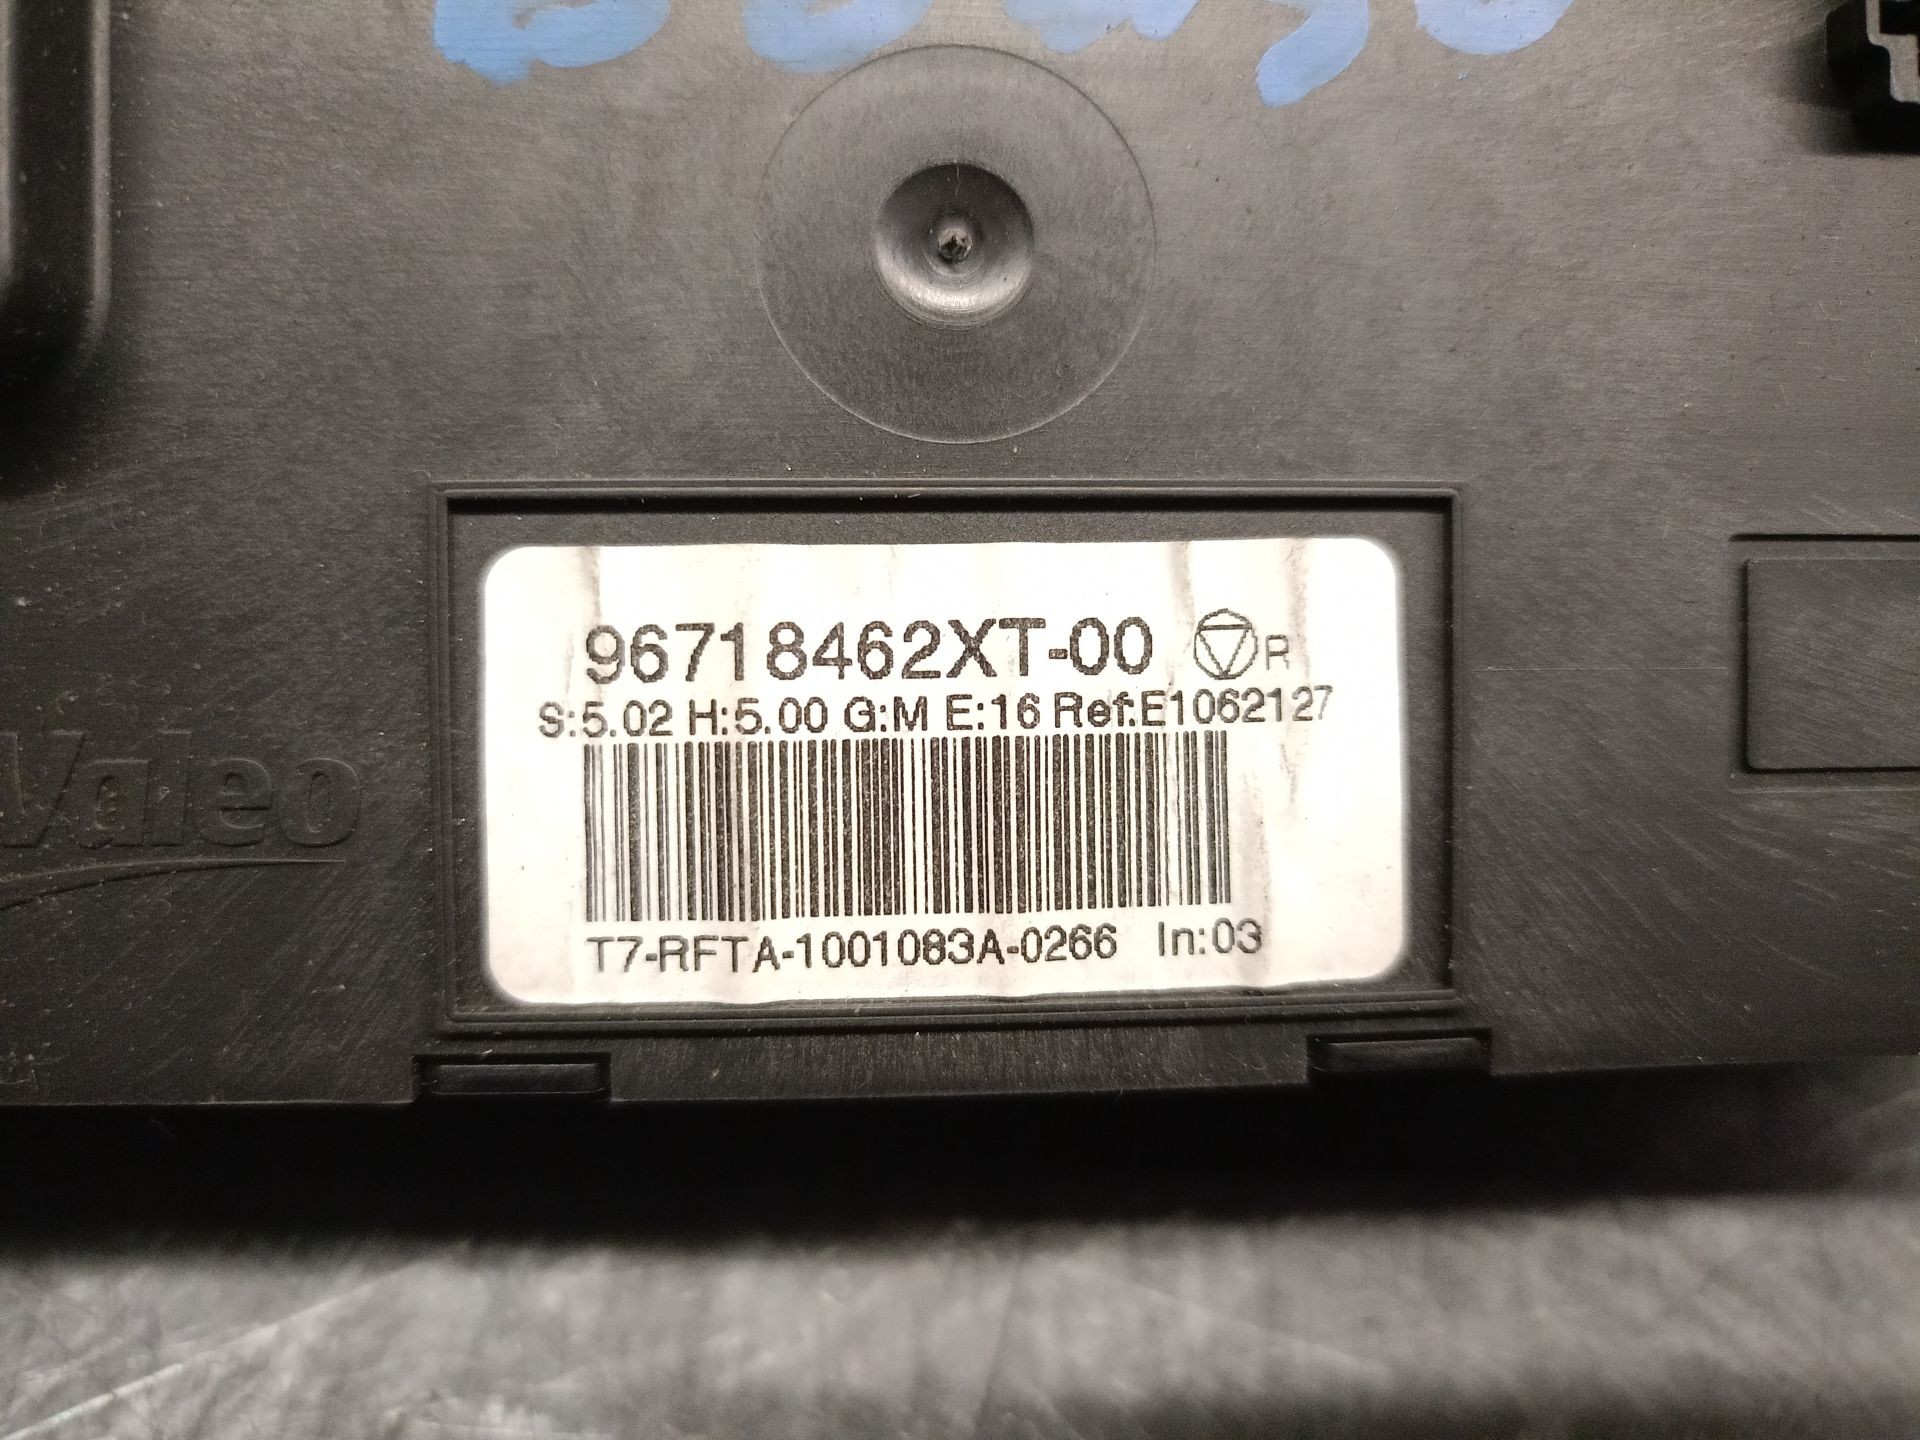 96718462XT-00 R
S:5.02 H:5.00 G:M E:16 Ref:E1062127
Valeo
T7-RFTA-1001083A-0266 In:03